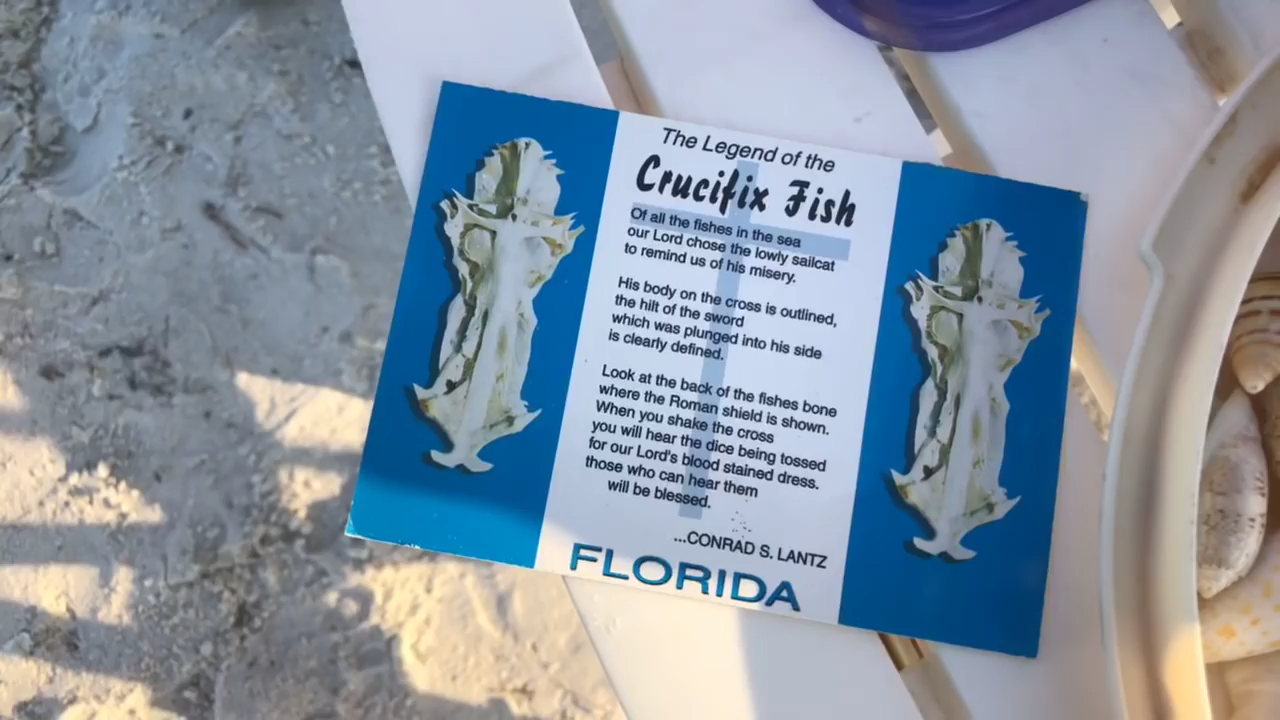 The Legend of the
Crucifix Fish
Of all the fishes in the sea
our Lord chose the lowly sailcat
to remind us of his misery.
His body on the cross is outlined,
the hilt of the sword
which was plunged into his side
is clearly defined.
Look at the back of the fishes bone
where the Roman shield is shown.
When you shake the cross
you will hear the dice being tossed
for our Lord's blood stained dress.
those who can hear them
will be blessed.
...CONRAD S. LANTZ
FLORIDA